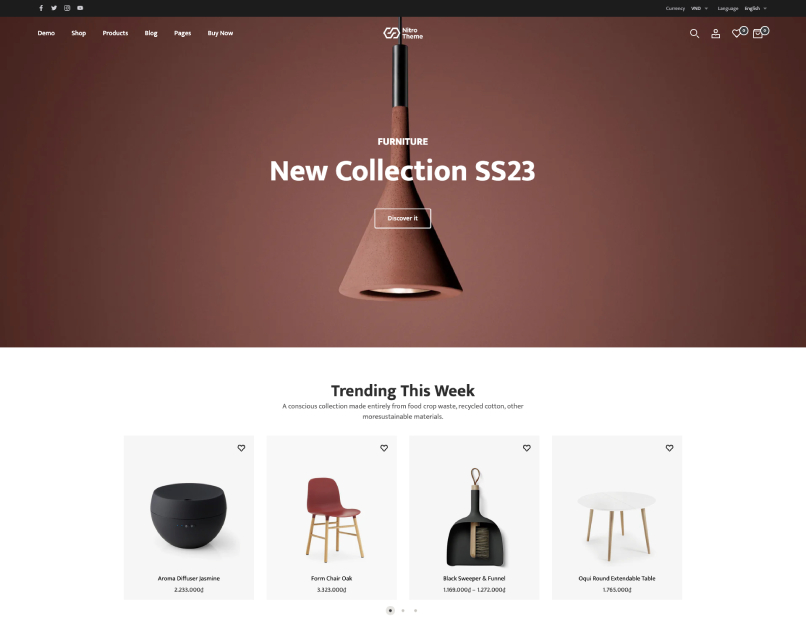 Currency VND Language English
Demo Shop Products Blog Pages Buy Now
Nitro
Theme
0 0
FURNITURE
New Collection SS23
Discover it
Trending This Week
A conscious collection made entirely from food crop waste, recycled cotton, other
moresustainable materials.
Aroma Diffuser Jasmine
2.233.000₫
Form Chair Oak
3.323.000₫
Black Sweeper & Funnel
1.169.000₫ – 1.272.000₫
Oqui Round Extendable Table
1.763.000₫